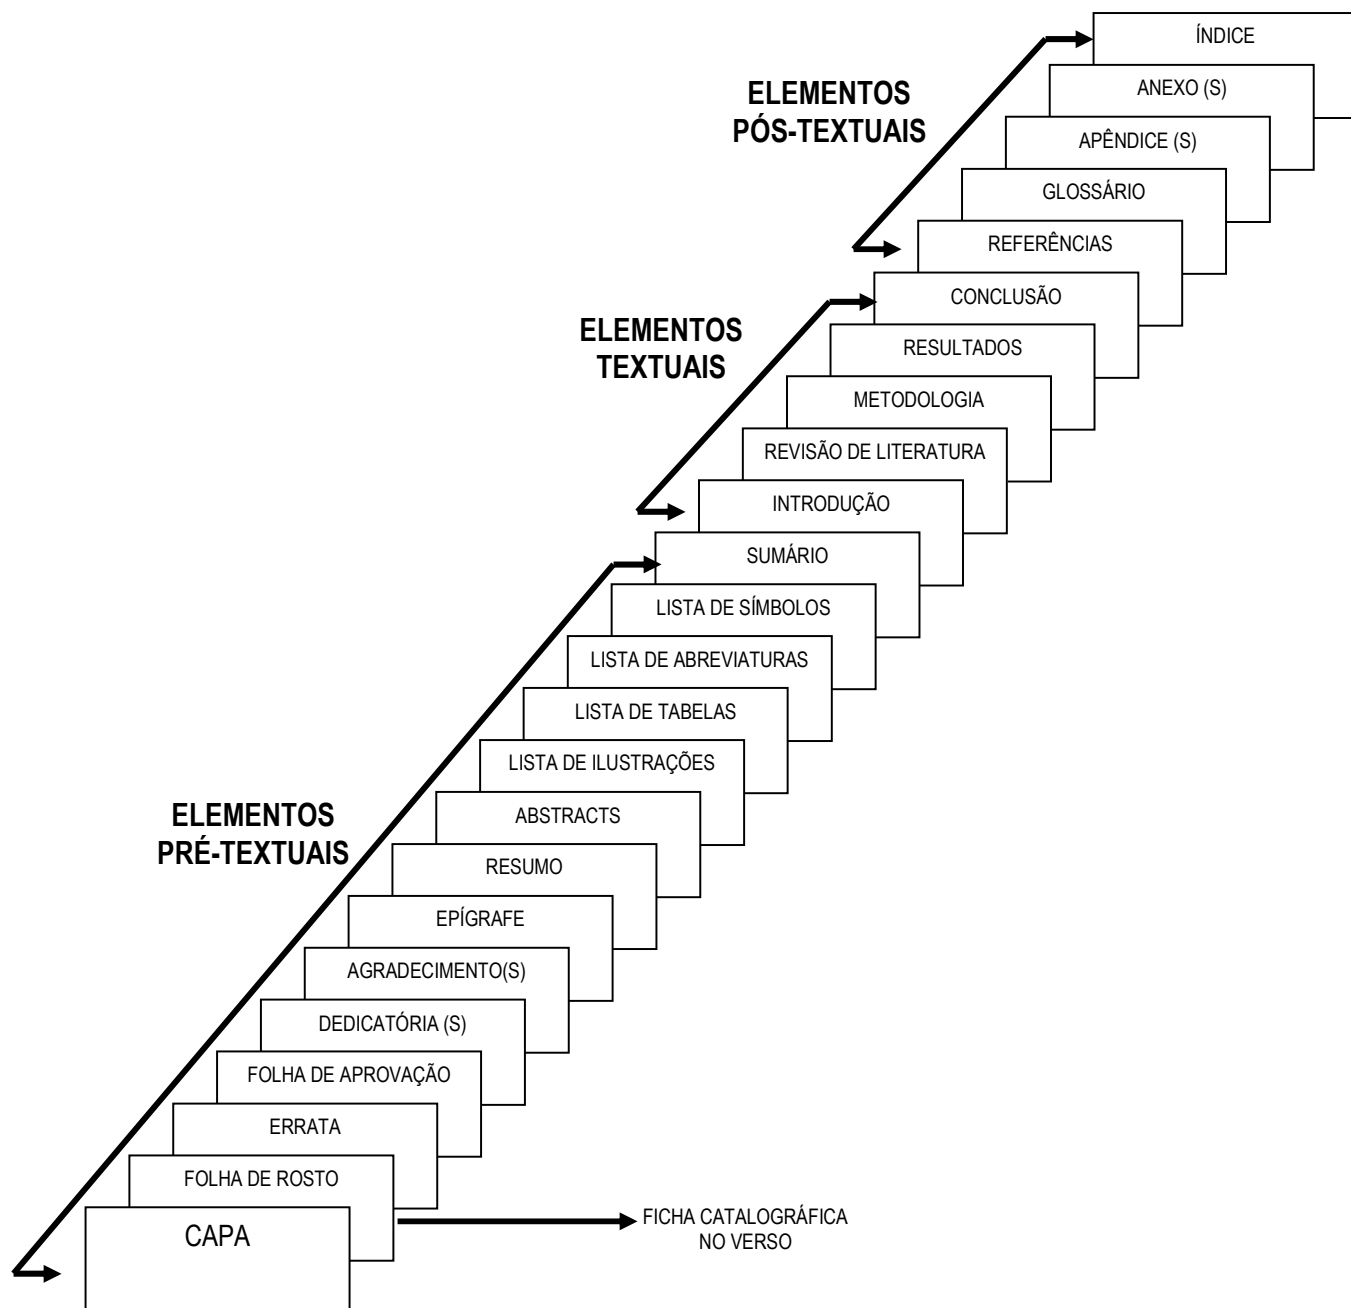 ÍNDICE
ANEXO (S)
ELEMENTOS
PÓS-TEXTUAIS
APÊNDICE (S)
GLOSSÁRIO
REFERÊNCIAS
CONCLUSÃO
ELEMENTOS
TEXTUAIS
RESULTADOS
METODOLOGIA
REVISÃO DE LITERATURA
INTRODUÇÃO
SUMÁRIO
LISTA DE SÍMBOLOS
LISTA DE ABREVIATURAS
LISTA DE TABELAS
LISTA DE ILUSTRAÇÕES
ELEMENTOS
PRÉ-TEXTUAIS
ABSTRACTS
RESUMO
EPÍGRAFE
AGRADECIMENTO(S)
DEDICATÓRIA (S)
FOLHA DE APROVAÇÃO
ERRATA
FOLHA DE ROSTO
CAPA
FICHA CATALOGRÁFICA
NO VERSO